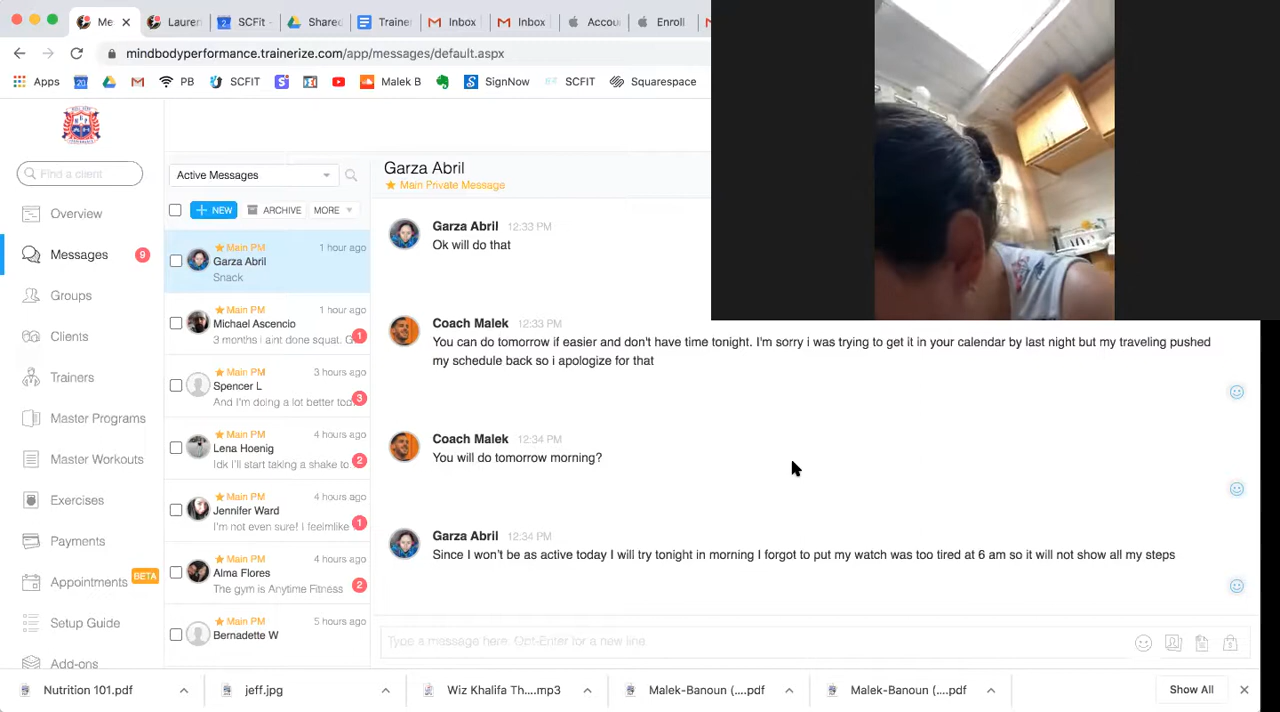 Me
Lauren
SCFit -
Shared
Trainer
Inbox
Inbox
Accou
Enroll
mindbodyperformance.trainerize.com/app/messages/default.aspx
Apps
PB
SCFIT
Malek B
SignNow
SCFIT
Squarespace
Find a client
Overview
Messages 9
Groups
Clients
Trainers
Master Programs
Master Workouts
Exercises
Payments
Appointments BETA
Setup Guide
Add-ons
Active Messages
+ NEW ARCHIVE MORE
Main PM 1 hour ago
Garza Abril
Snack
Main PM 1 hour ago
Michael Ascencio
3 months i aint done squat. G 1
Main PM 3 hours ago
Spencer L
And I'm doing a lot better too 3
Main PM 4 hours ago
Lena Hoenig
Idk I'll start taking a shake to 2
Main PM 4 hours ago
Jennifer Ward
I'm not even sure! I feelmlike 1
Main PM 4 hours ago
Alma Flores
The gym is Anytime Fitness 2
Main PM 5 hours ago
Bernadette W
Garza Abril
Main Private Message
Garza Abril 12:33 PM
Ok will do that
Coach Malek 12:33 PM
You can do tomorrow if easier and don't have time tonight. I'm sorry i was trying to get it in your calendar by last night but my traveling pushed
my schedule back so i apologize for that
Coach Malek 12:34 PM
You will do tomorrow morning?
Garza Abril 12:34 PM
Since I won't be as active today I will try tonight in morning I forgot to put my watch was too tired at 6 am so it will not show all my steps
Type a message here. Opt-Enter for a new line
Nutrition 101.pdf
jeff.jpg
Wiz Khalifa Th....mp3
Malek-Banoun (....pdf
Malek-Banoun (....pdf
Show All